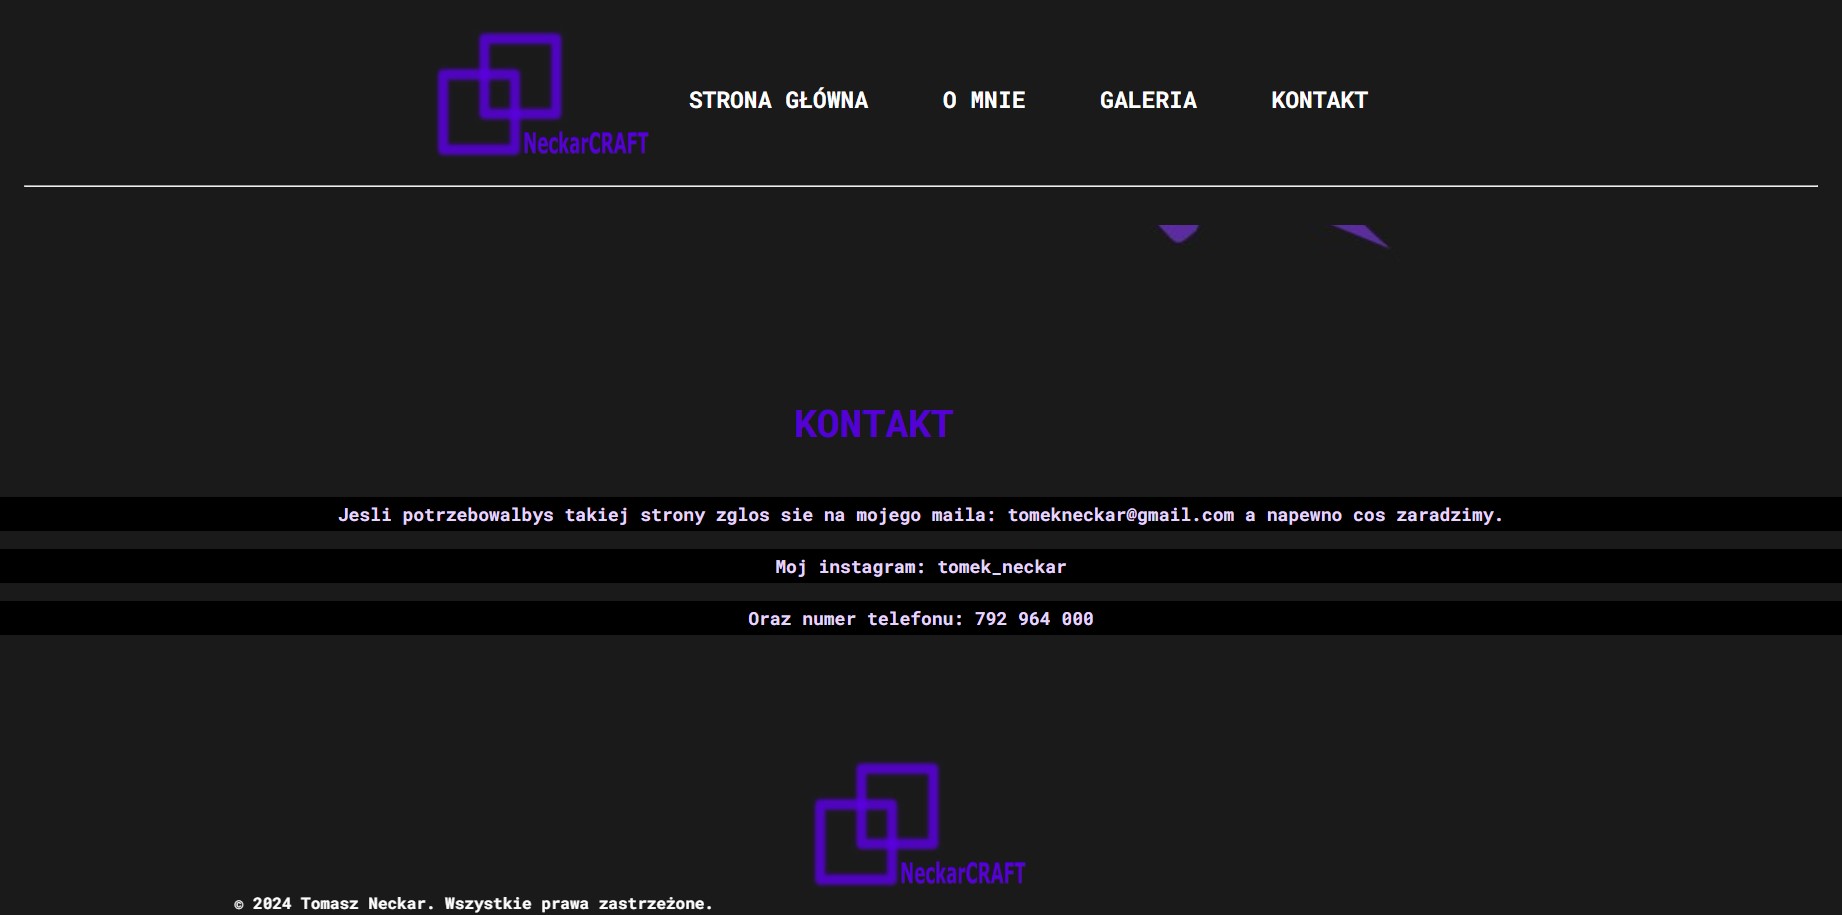 NeckarCRAFT
STRONA GŁÓWNA O MNIE GALERIA KONTAKT
KONTAKT
Jesli potrzebowalbys takiej strony zglos sie na mojego maila: tomekneckar@gmail.com a napewno cos zaradzimy.
Moj instagram: tomek_neckar
Oraz numer telefonu: 792 964 000
NeckarCRAFT
© 2024 Tomasz Neckar. Wszystkie prawa zastrzeżone.